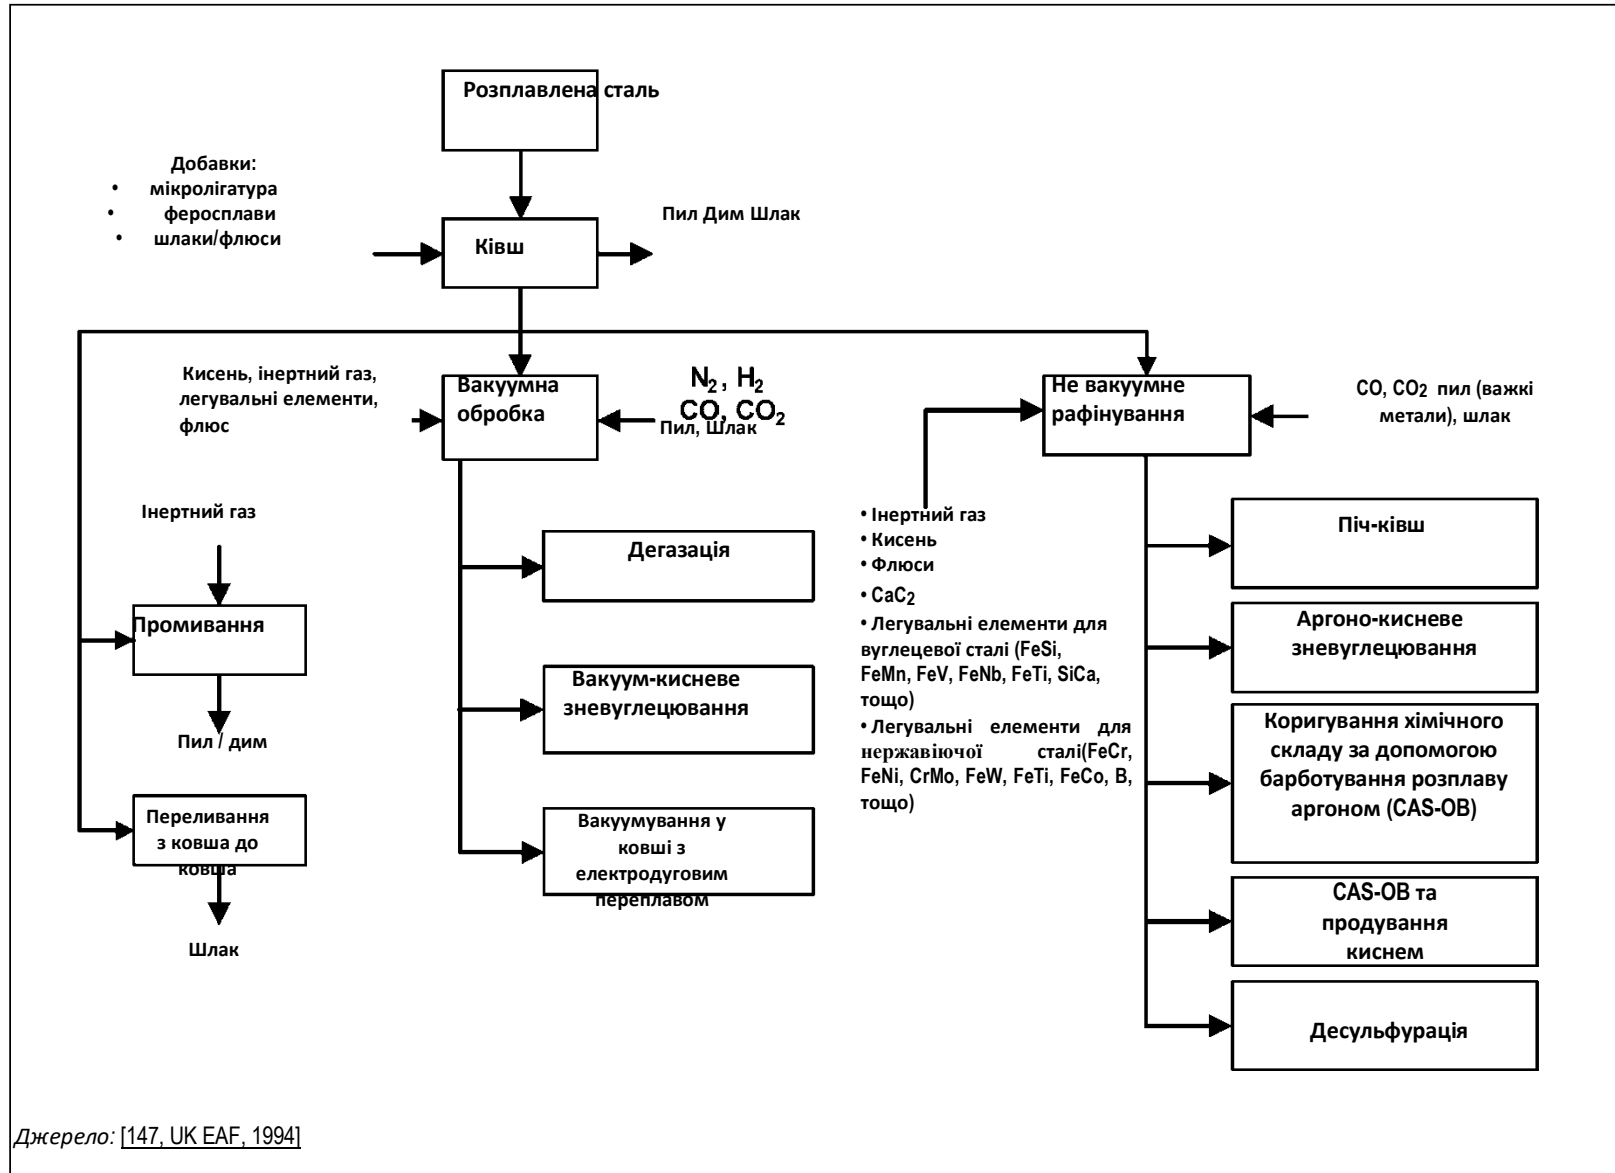 Розплавлена сталь
Добавки:
• мікролігатура
• феросплави
• шлаки/флюси
Ківш
Пил Дим Шлак
Кисень, інертний газ,
легувальні елементи,
флюс
Вакуумна
обробка
N2 , H2
CO, CO2
Пил, Шлак
Не вакуумне
рафінування
CO, CO2 пил (важкі
метали), шлак
Інертний газ
Промивання
Пил / дим
Переливання
з ковша до
ковша
Шлак
Дегазація
Вакуум-кисневе
зневуглецювання
Вакуумування у
ковші з
електродуговим
переплавом
• Інертний газ
• Кисень
• Флюси
• CaC2
• Легувальні елементи для
вуглецевої сталі (FeSi,
FeMn, FeV, FeNb, FeTi, SiCa,
тощо)
• Легувальні елементи для
нержавіючої сталі(FeCr,
FeNi, CrMo, FeW, FeTi, FeCo, B,
тощо)
Піч-ківш
Аргоно-кисневе
зневуглецювання
Коригування хімічного
складу за допомогою
барботування розплаву
аргоном (CAS-OB)
CAS-OB та
продування
киснем
Десульфурація
Джерело: [147, UK EAF, 1994]